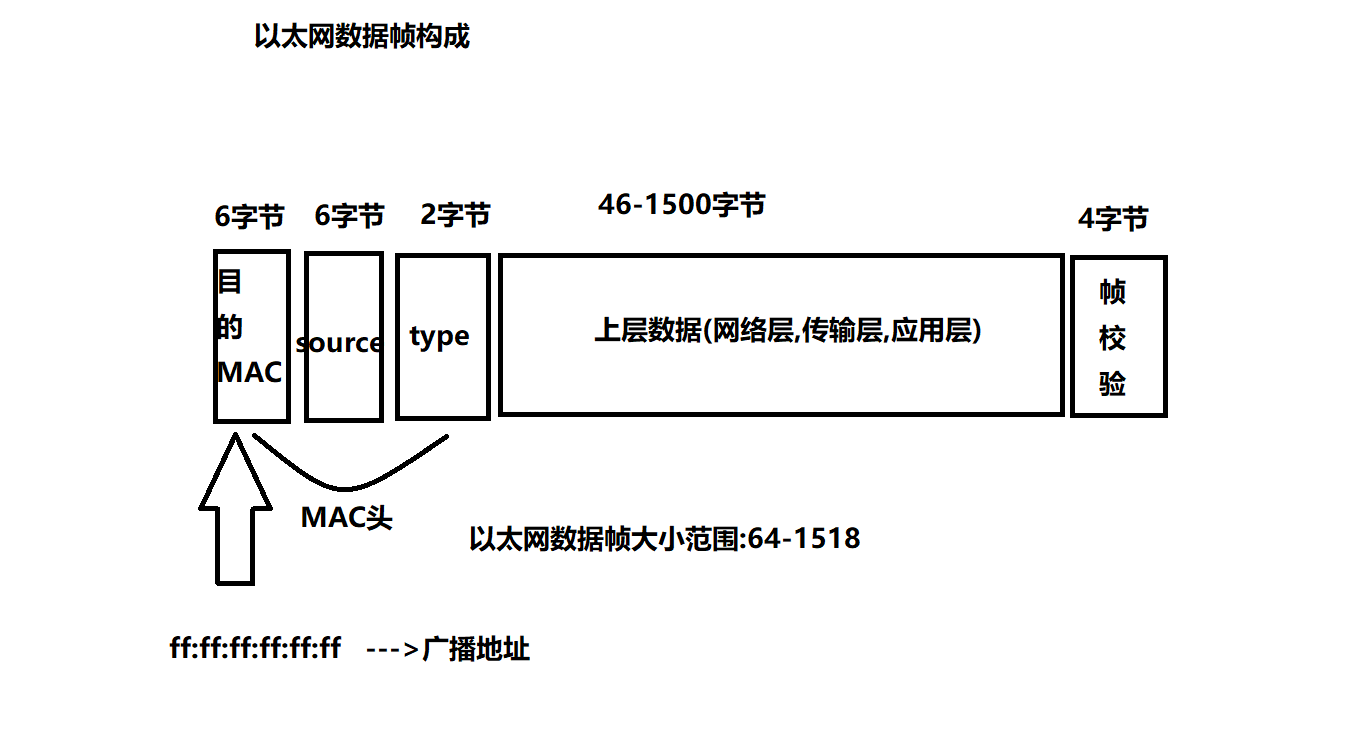 以太网数据帧构成
6字节 6字节 2字节 46-1500字节 4字节
目
的
MAC
source
type
上层数据(网络层,传输层,应用层)
帧
校
验
MAC头
以太网数据帧大小范围:64-1518
ff:ff:ff:ff:ff:ff --->广播地址